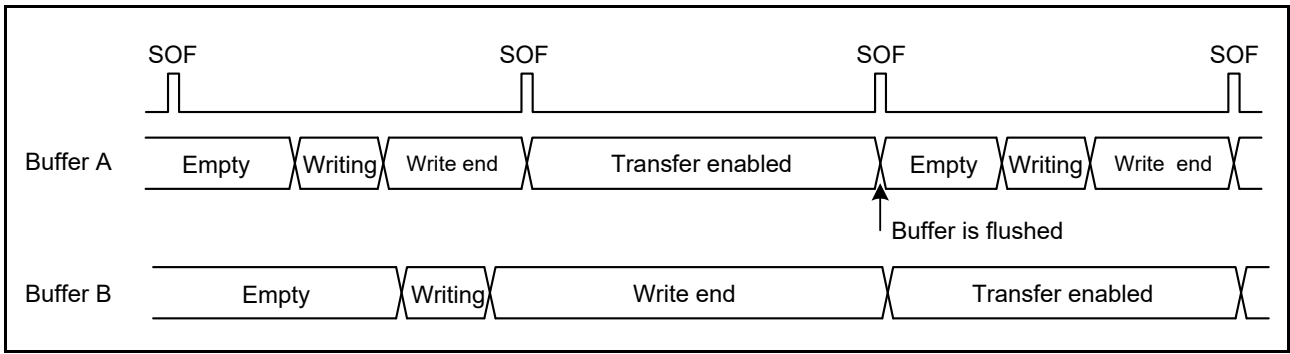 SOF SOF SOF SOF
Buffer A Empty Writing Write end Transfer enabled Empty Writing Write end
Buffer is flushed
Buffer B Empty Writing Write end Transfer enabled